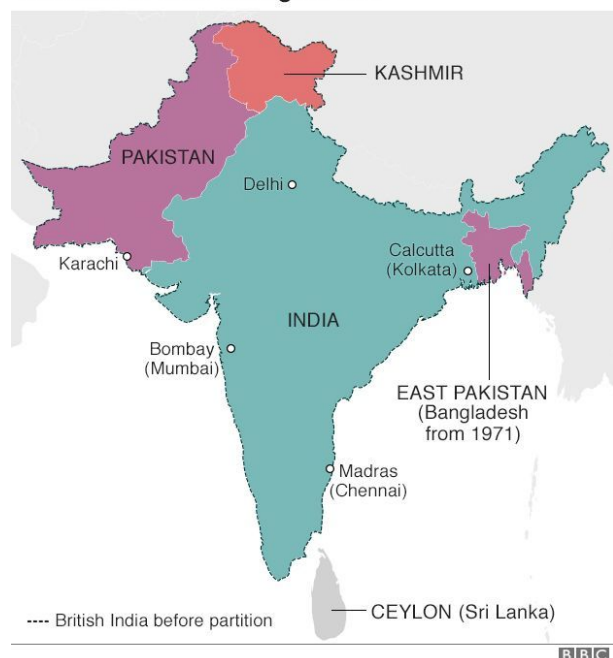 KASHMIR
PAKISTAN
Delhi
Karachi
Calcutta
(Kolkata)
INDIA
Bombay
(Mumbai)
EAST PAKISTAN
(Bangladesh
from 1971)
Madras
(Chennai)
CEYLON (Sri Lanka)
---- British India before partition
BBC